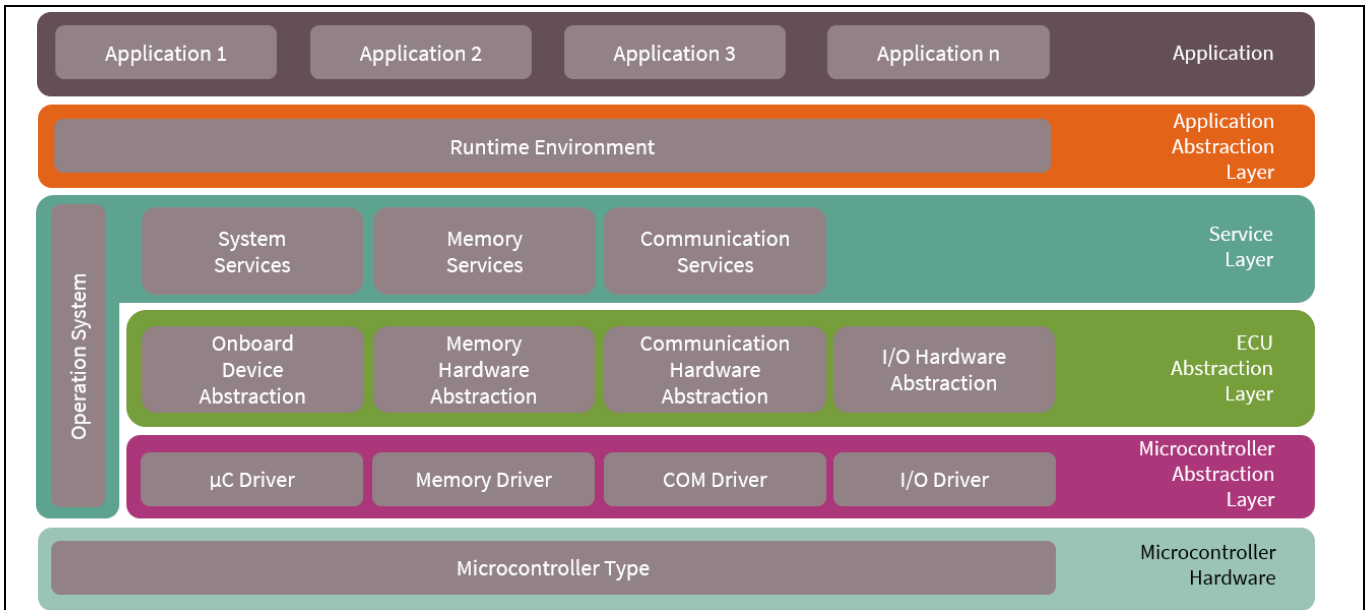 Application 1
Application 2
Application 3
Application n
Application
Runtime Environment
Application
Abstraction
Layer
Operation System
System
Services
Memory
Services
Communication
Services
Service
Layer
Onboard
Device
Abstraction
Memory
Hardware
Abstraction
Communication
Hardware
Abstraction
I/O Hardware
Abstraction
ECU
Abstraction
Layer
µC Driver
Memory Driver
COM Driver
I/O Driver
Microcontroller
Abstraction
Layer
Microcontroller Type
Microcontroller
Hardware